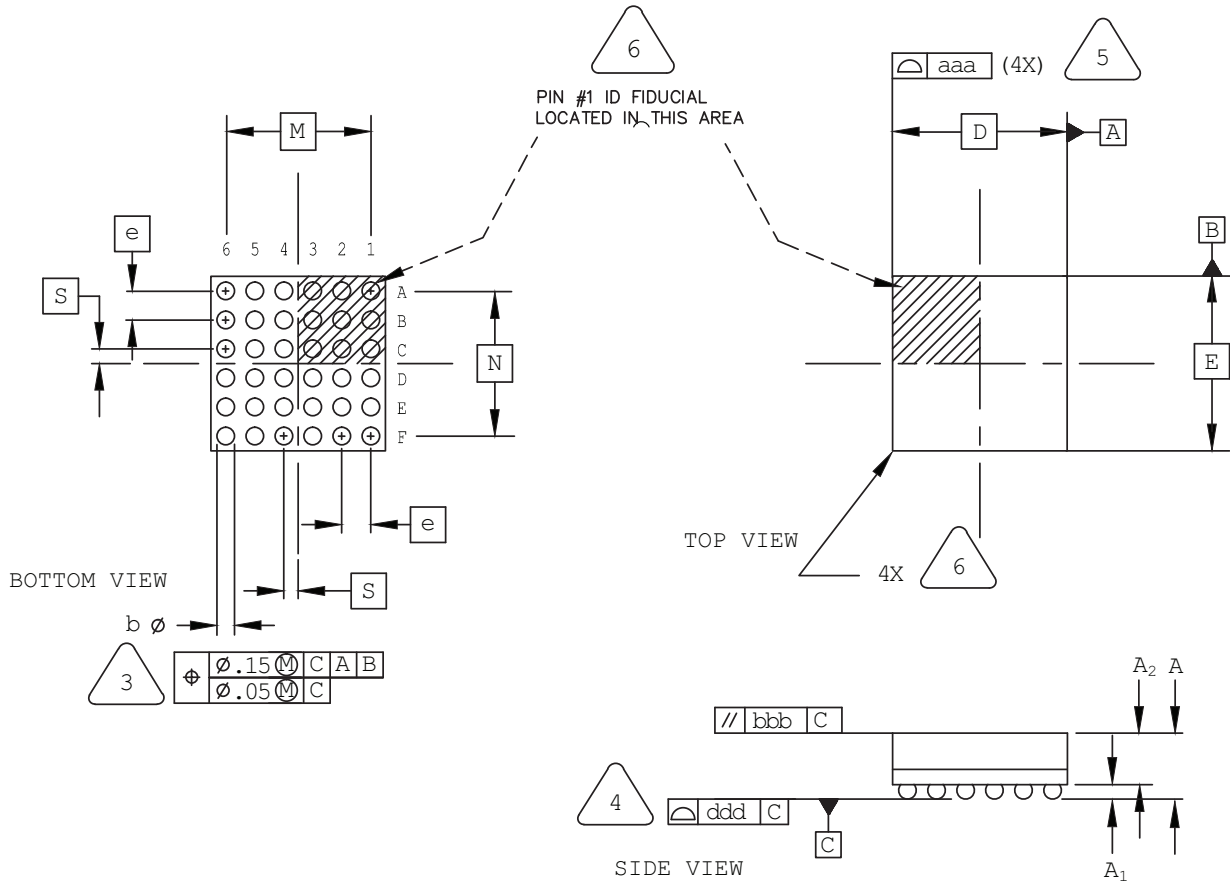 6
PIN #1 ID FIDUCIAL
LOCATED IN THIS AREA
aaa (4X)
5
M
D
A
e
B
6 5 4 3 2 1
S
A
B
C
D
E
F
N
E
e
TOP VIEW
4X
6
BOTTOM VIEW
S
b ø
3
⌖ ø.15 Ⓜ C A B
ø.05 Ⓜ C
A₂ A
// bbb C
4
ddd C
C
SIDE VIEW
A₁